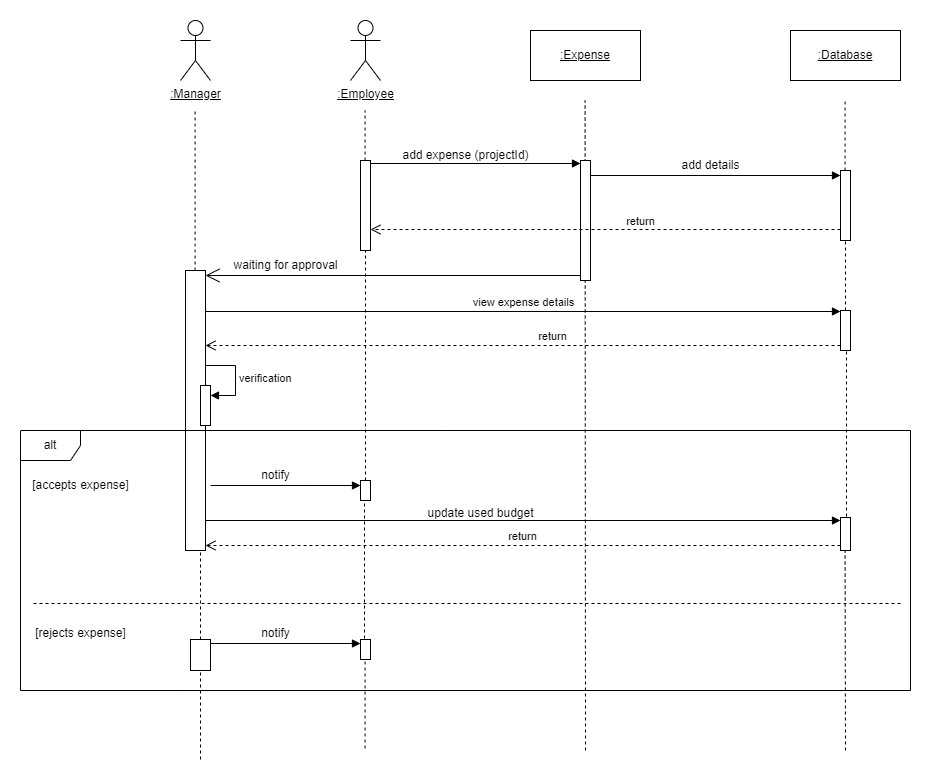 :Manager
:Employee
:Expense
:Database
add expense (projectId)
add details
return
waiting for approval
view expense details
return
verification
alt
[accepts expense]
notify
update used budget
return
[rejects expense]
notify